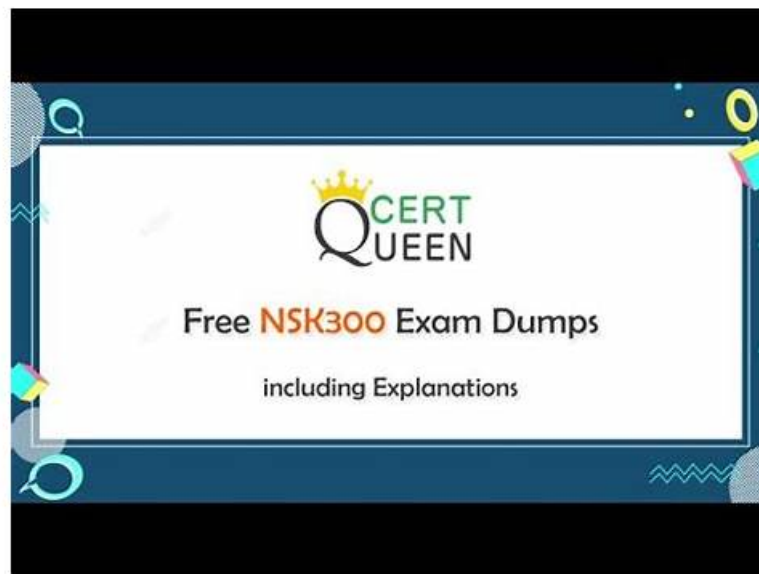 CERT
QUEEN
Free NSK300 Exam Dumps
including Explanations